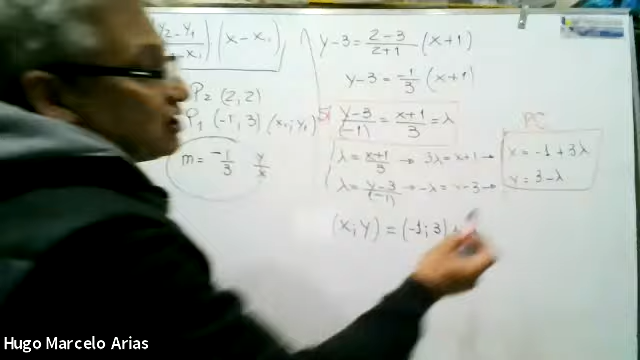 (y₂-y₁ / -x₁) (x-x₁)
P₂ (2,2)
P₁ (-1;3) (x₁;y₁)
m = -1/3 y/x
y-3 = 2-3/2+1 (x+1)
y-3 = -1/3 (x+1)
5) y-3/(-1) = x+1/3 = λ
λ = x+1/3 → 3λ = x+1 →
λ = y-3/(-1) → -λ = y-3 →
PC
x = -1+3λ
y = 3-λ
(x;y) = (-1;3)+
Hugo Marcelo Arias